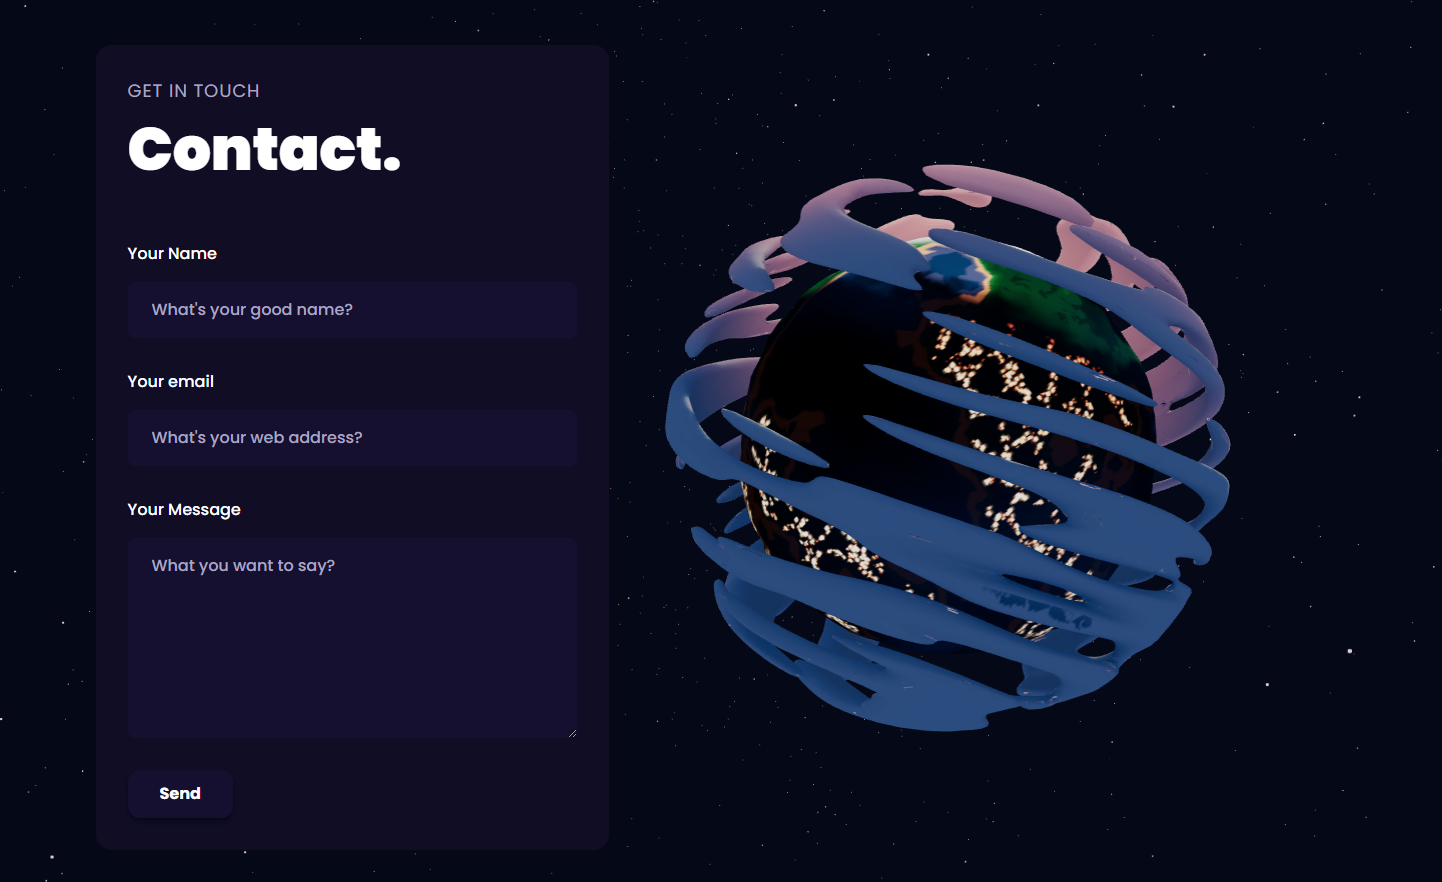 GET IN TOUCH
Contact.
Your Name
What's your good name?
Your email
What's your web address?
Your Message
What you want to say?
Send